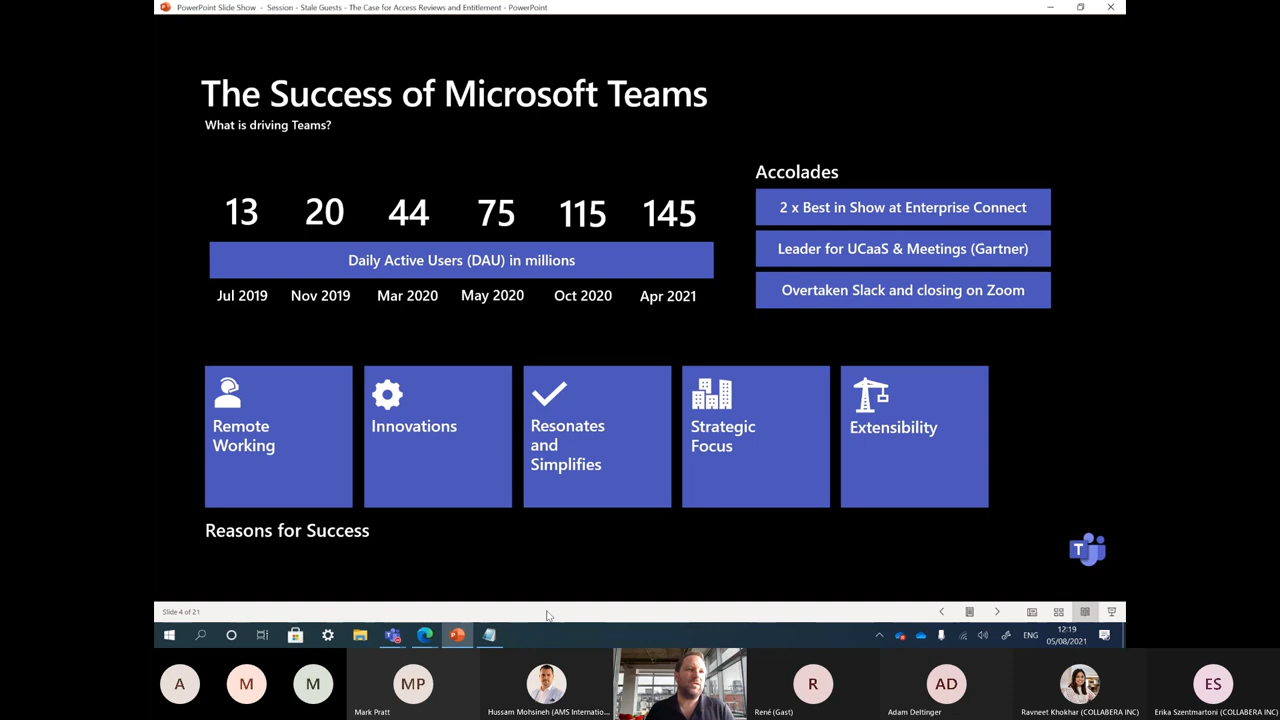 PowerPoint Slide Show - Session - Stale Guests - The Case for Access Reviews and Entitlement - PowerPoint
The Success of Microsoft Teams
What is driving Teams?
13 20 44 75 115 145
Daily Active Users (DAU) in millions
Jul 2019 Nov 2019 Mar 2020 May 2020 Oct 2020 Apr 2021
Accolades
2 x Best in Show at Enterprise Connect
Leader for UCaaS & Meetings (Gartner)
Overtaken Slack and closing on Zoom
Remote
Working
Innovations
Resonates
and
Simplifies
Strategic
Focus
Extensibility
Reasons for Success
T
Slide 4 of 21
ENG
12:19
05/08/2021
A
M
M
MP
Mark Pratt
Hussam Mohsineh (AMS Internatio...
R
René (Gast)
AD
Adam Deltinger
Ravneet Khokhar (COLLABERA INC)
ES
Erika Szentmartoni (COLLABERA INC)